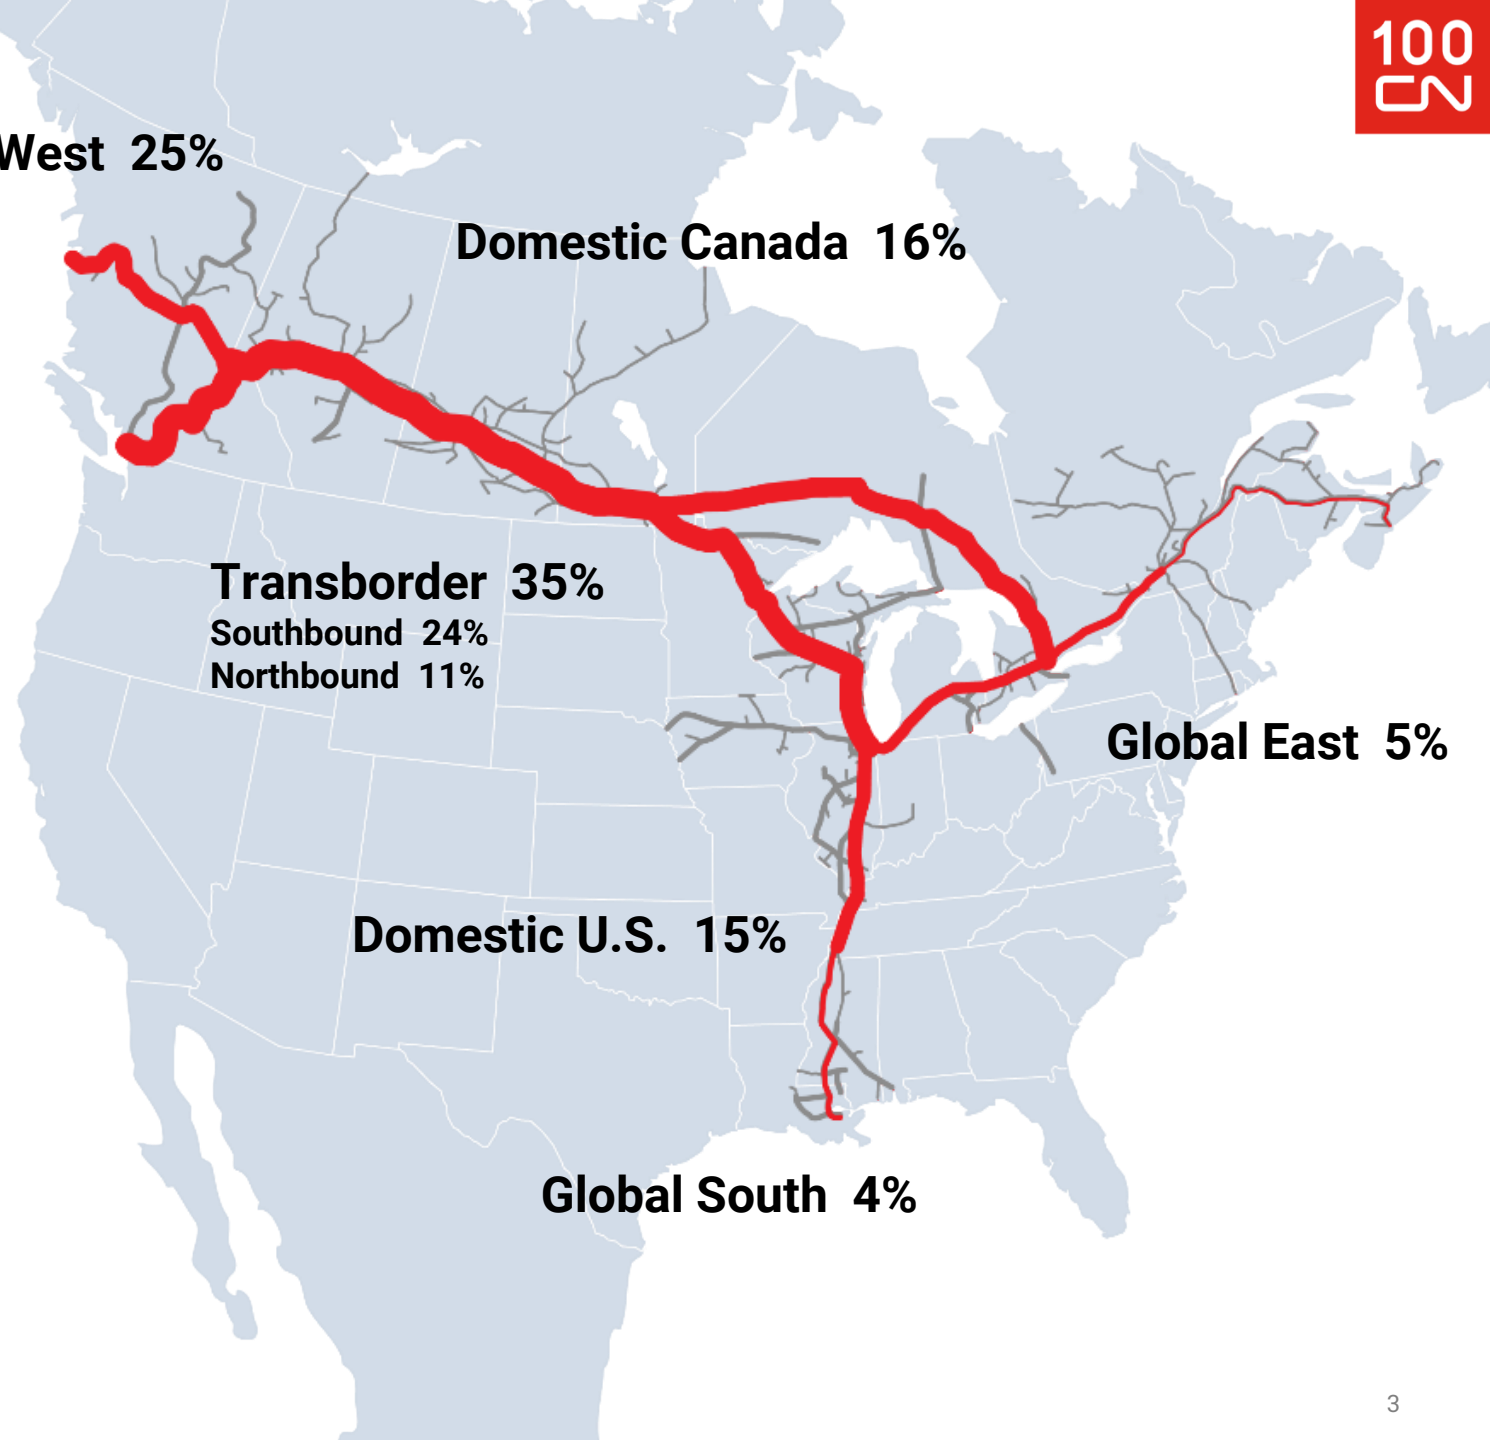 100
CN
West 25%
Domestic Canada 16%
Transborder 35%
Southbound 24%
Northbound 11%
Global East 5%
Domestic U.S. 15%
Global South 4%
3